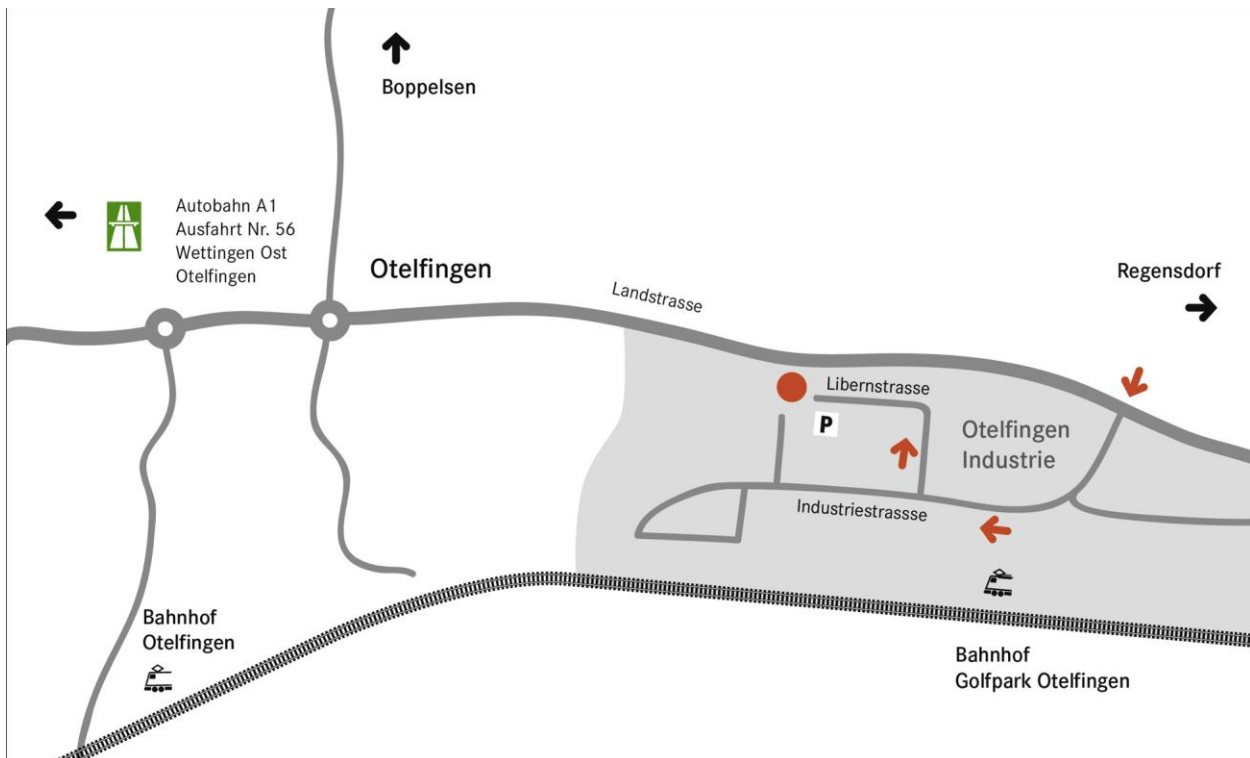 Boppelsen
Autobahn A1
Ausfahrt Nr. 56
Wettingen Ost
Otelfingen
Otelfingen
Regensdorf
Landstrasse
Libernstrasse
P
Otelfingen
Industrie
Industriestrassse
Bahnhof
Otelfingen
Bahnhof
Golfpark Otelfingen